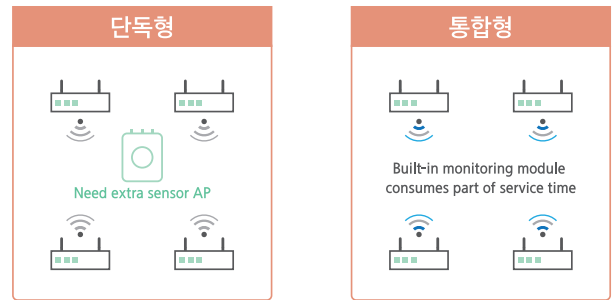 단독형
통합형
Need extra sensor AP
Built-in monitoring module
consumes part of service time